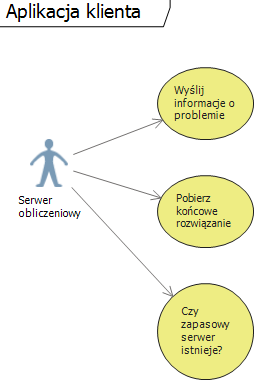 Aplikacja klienta
Wyślij
informacje o
problemie
Serwer
obliczeniowy
Pobierz
końcowe
rozwiązanie
Czy
zapasowy
serwer
istnieje?